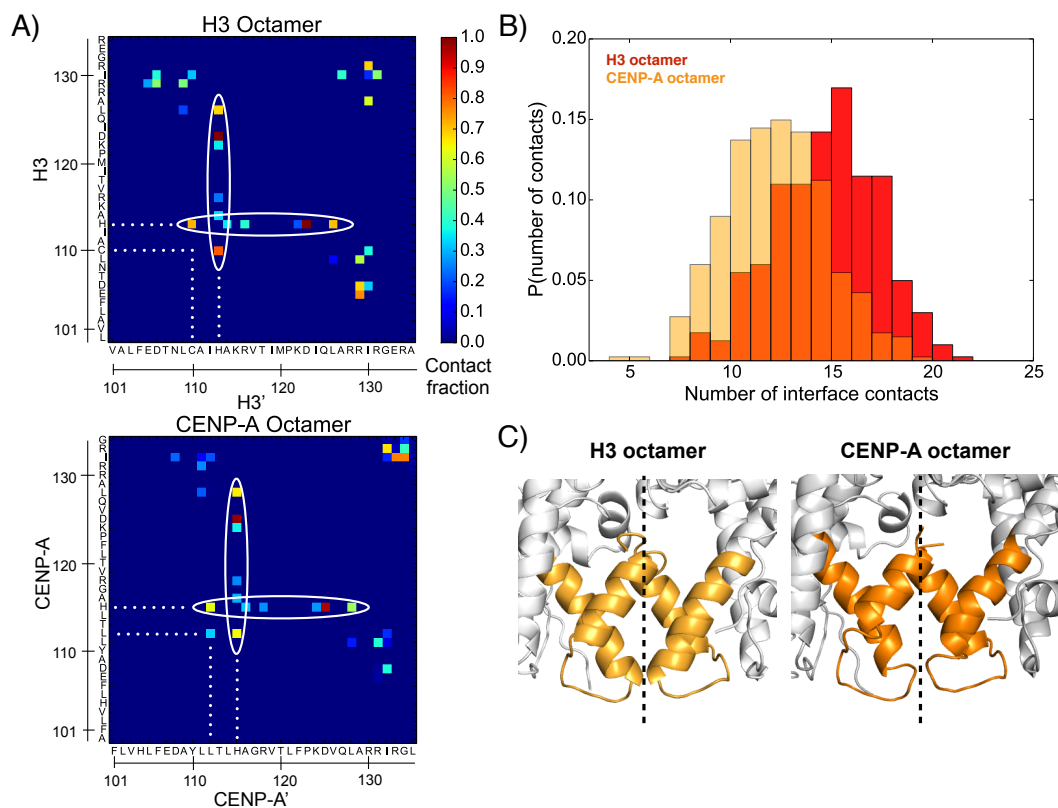 A)
H3 Octamer
R
E
G
R
I
R
R
A
L
Q
I
D
K
P
M
I
T
V
R
K
A
H
I
A
C
L
N
T
D
E
F
L
A
V
L
130
120
110
101
H3
VALFEDTNLCAIHAKRVTIMPKDIQLARRIRGERA
101 110 120 130
H3'
1.0
0.9
0.8
0.7
0.6
0.5
0.4
0.3
0.2
0.1
0.0
Contact
fraction
CENP-A Octamer
G
R
I
R
R
A
L
Q
V
D
K
P
F
L
T
V
R
G
A
H
L
T
L
L
Y
A
D
E
F
L
H
V
L
F
A
130
120
110
101
CENP-A
FLVHLFEDAYLLTLHAGRVTLFPKDVQLARRIRGL
101 110 120 130
CENP-A'
B)
H3 octamer
CENP-A octamer
P(number of contacts)
0.20
0.15
0.10
0.05
0.00
5 10 15 20 25
Number of interface contacts
C)
H3 octamer
CENP-A octamer